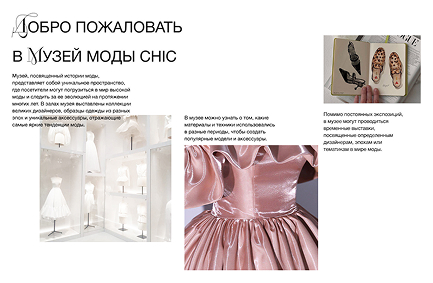 Добро пожаловать
в Музей моды CHIC
Музей, посвященный истории моды,
представляет собой уникальное пространство,
где посетители могут погрузиться в мир высокой
моды и следить за ее эволюцией на протяжении
многих лет. В залах музея выставлены коллекции
великих дизайнеров, образцы одежды из разных
эпох и уникальные аксессуары, отражающие
самые яркие тенденции моды.
В музее можно узнать о том, какие
материалы и техники использовались
в разные периоды, чтобы создать
популярные модели и аксессуары.
VOGUE
Помимо постоянных экспозиций,
в музее могут проводиться
временные выставки,
посвященные определенным
дизайнерам, эпохам или
тематикам в мире моды.